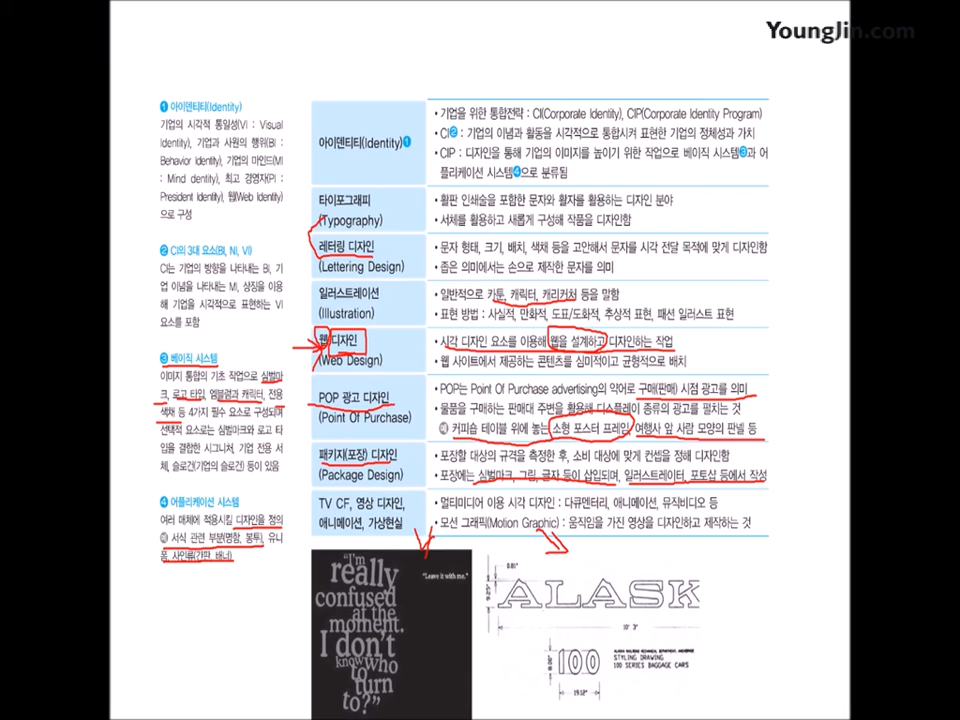 YoungJin.com
❶ 아이덴티티(Identity)
기업의 시각적 통일성(VI : Visual
Identity), 기업과 사원의 행위(BI :
Behavior Identity), 기업의 마인드(MI
: Mind dentity), 최고 경영자(PI :
President Identity), 웹(Web Identity)
으로 구성
❷ CI의 3대 요소(BI, NI, VI)
CI는 기업의 방향을 나타내는 BI, 기
업 이념을 나타내는 MI, 상징을 이용
해 기업을 시각적으로 표현하는 VI
요소를 포함
❸ 베이직 시스템
이미지 통합의 기초 작업으로 심벌마
크, 로고 타입, 엠블럼과 캐릭터, 전용
색채 등 4가지 필수 요소로 구성되며
선택적 요소로는 심벌마크와 로고 타
입을 결합한 시그니처, 기업 전용 서
체, 슬로건(기업의 슬로건) 등이 있음
❹ 어플리케이션 시스템
여러 매체에 적용시킬 디자인을 정의
예 서식 관련 부분(명함, 봉투), 유니
폼, 사인류(간판, 배너)
아이덴티티(Identity)❶
• 기업을 위한 통합전략 : CI(Corporate Identity), CIP(Corporate Identity Program)
• CI❷ : 기업의 이념과 활동을 시각적으로 통합시켜 표현한 기업의 정체성과 가치
• CIP : 디자인을 통해 기업의 이미지를 높이기 위한 작업으로 베이직 시스템❸과 어
플리케이션 시스템❹으로 분류됨
타이포그래피
(Typography)
• 활판 인쇄술을 포함한 문자와 활자를 활용하는 디자인 분야
• 서체를 활용하고 새롭게 구성해 작품을 디자인함
레터링 디자인
(Lettering Design)
• 문자 형태, 크기, 배치, 색채 등을 고안해서 문자를 시각 전달 목적에 맞게 디자인함
• 좁은 의미에서는 손으로 제작한 문자를 의미
일러스트레이션
(Illustration)
• 일반적으로 카툰, 캐릭터, 캐리커처 등을 말함
• 표현 방법 : 사실적, 만화적, 도표/도화적, 추상적 표현, 패션 일러스트 표현
웹 디자인
(Web Design)
• 시각 디자인 요소를 이용해 웹을 설계하고 디자인하는 작업
• 웹 사이트에서 제공하는 콘텐츠를 심미적이고 균형적으로 배치
POP 광고 디자인
(Point Of Purchase)
• POP는 Point Of Purchase advertising의 약어로 구매(판매) 시점 광고를 의미
• 물품을 구매하는 판매대 주변을 활용해 디스플레이 종류의 광고를 펼치는 것
예 커피숍 테이블 위에 놓는 소형 포스터 프레임, 여행사 앞 사람 모양의 판넬 등
패키지(포장) 디자인
(Package Design)
• 포장할 대상의 규격을 측정한 후, 소비 대상에 맞게 컨셉을 정해 디자인함
• 포장에는 심벌마크, 그림, 글자 등이 삽입되며, 일러스트레이터, 포토샵 등에서 작성
TV CF, 영상 디자인,
애니메이션, 가상현실
• 멀티미디어 이용 시각 디자인 : 다큐멘터리, 애니메이션, 뮤직비디오 등
• 모션 그래픽(Motion Graphic) : 움직임을 가진 영상을 디자인하고 제작하는 것
"I'm
really
confused
at the
moment.
I don't
know who
to
turn
to?"
"Leave it with me."
0.81"
9.25"
ALASK
10' 3"
100
19.12"
ALASKA RAILROAD MECHANICAL DEPARTMENT, ANCHORAGE
STYLING DRAWING
100 SERIES BAGGAGE CARS